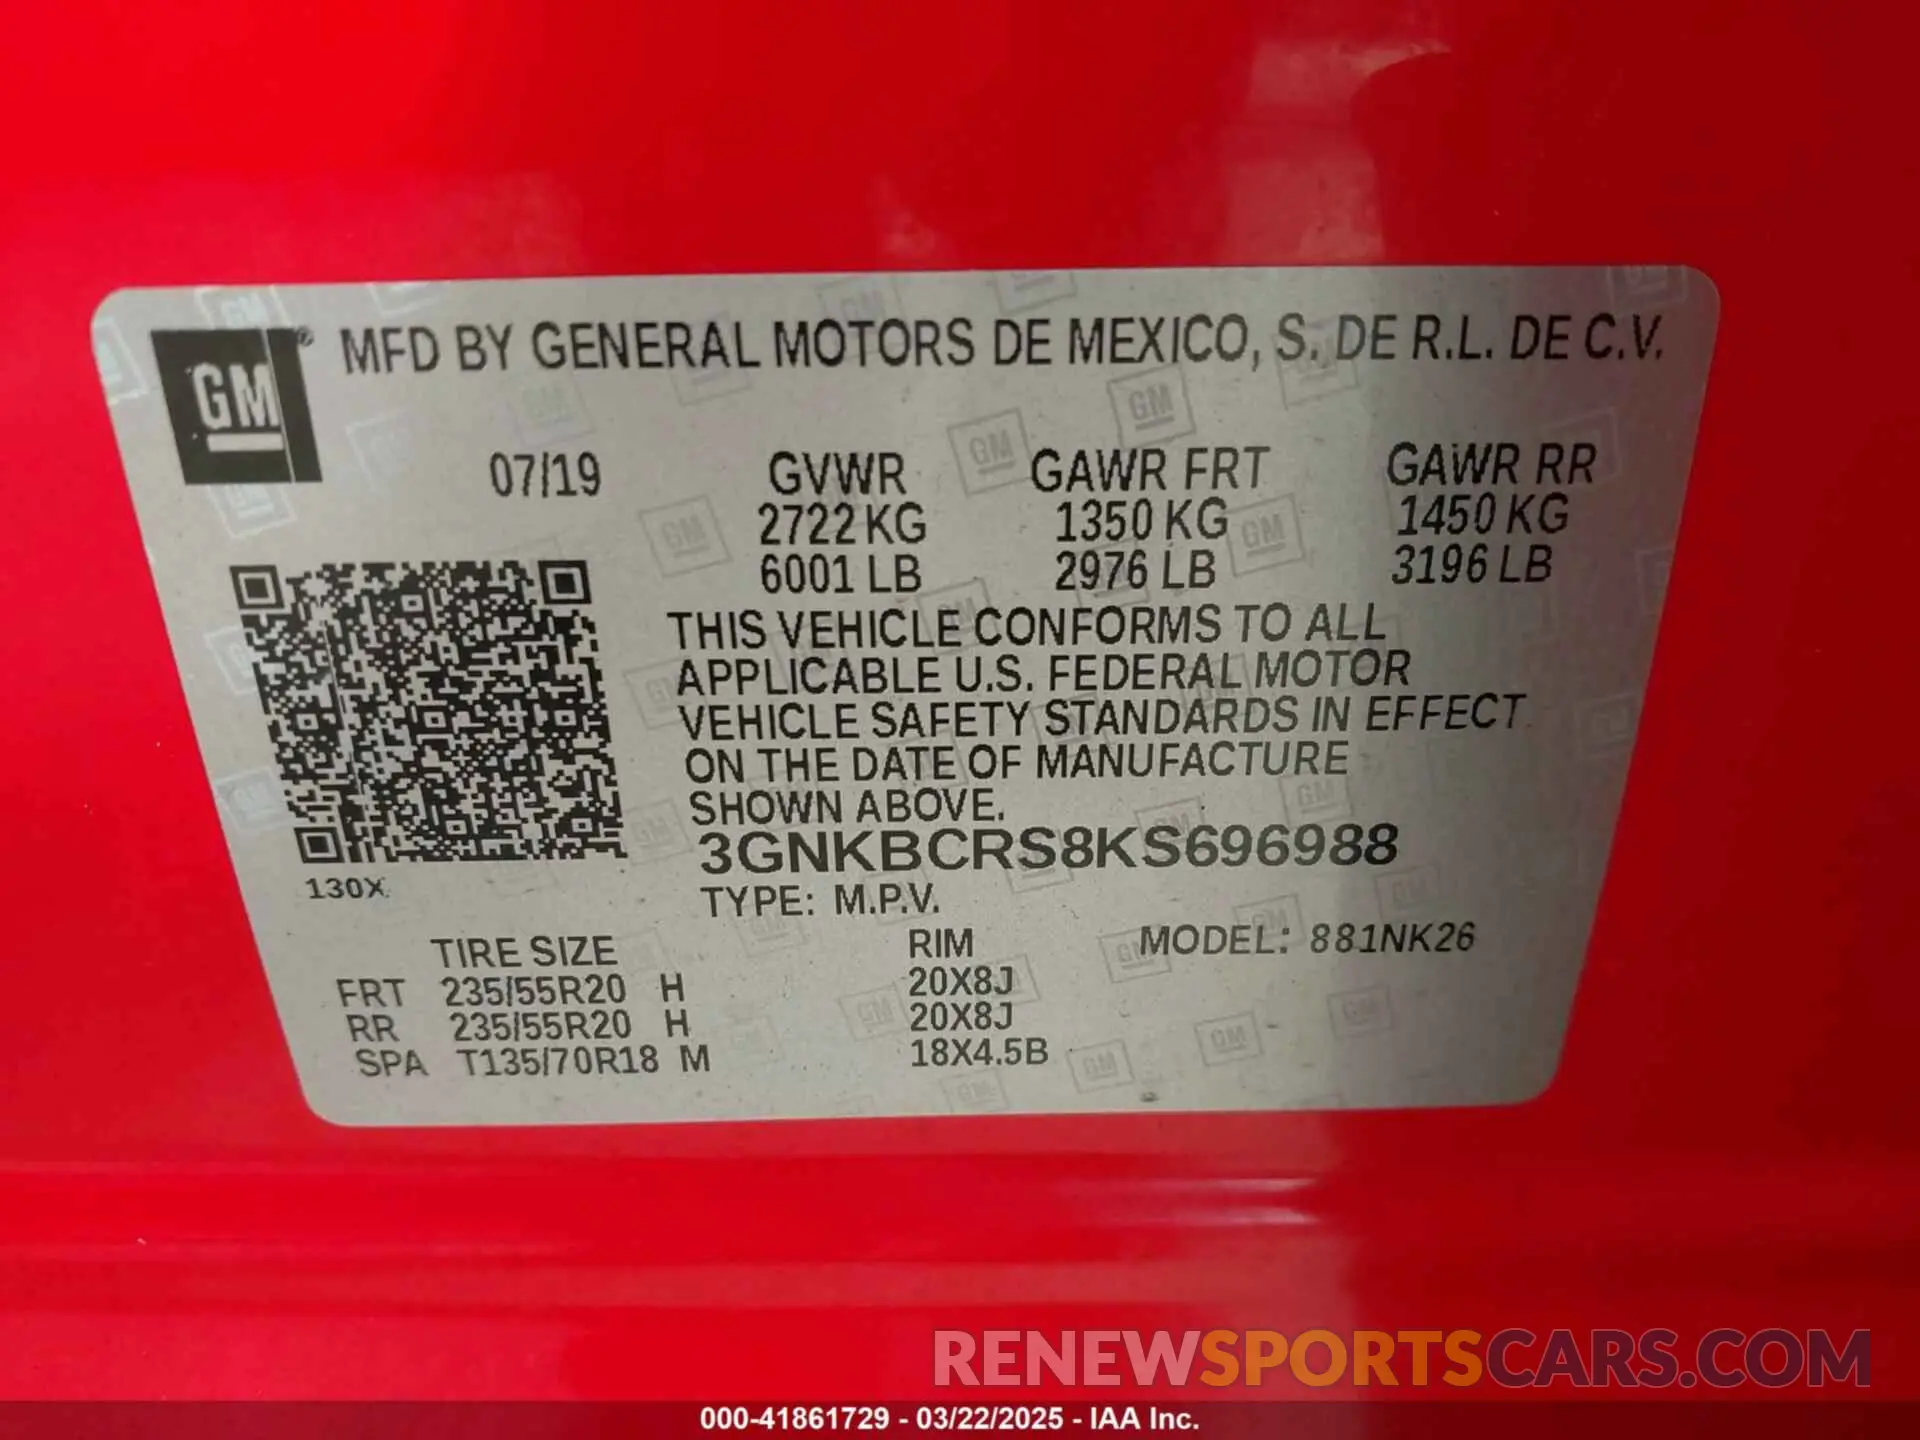 GM ® MFD BY GENERAL MOTORS DE MEXICO, S. DE R.L. DE C.V.
07/19 GVWR GAWR FRT GAWR RR
2722 KG 1350 KG 1450 KG
6001 LB 2976 LB 3196 LB
THIS VEHICLE CONFORMS TO ALL
APPLICABLE U.S. FEDERAL MOTOR
VEHICLE SAFETY STANDARDS IN EFFECT
ON THE DATE OF MANUFACTURE
SHOWN ABOVE.
3GNKBCRS8KS696988
130X
TYPE: M.P.V.
TIRE SIZE RIM MODEL: 881NK26
FRT 235/55R20 H 20X8J
RR 235/55R20 H 20X8J
SPA T135/70R18 M 18X4.5B
RENEWSPORTSCARS.COM
000-41861729 - 03/22/2025 - IAA Inc.